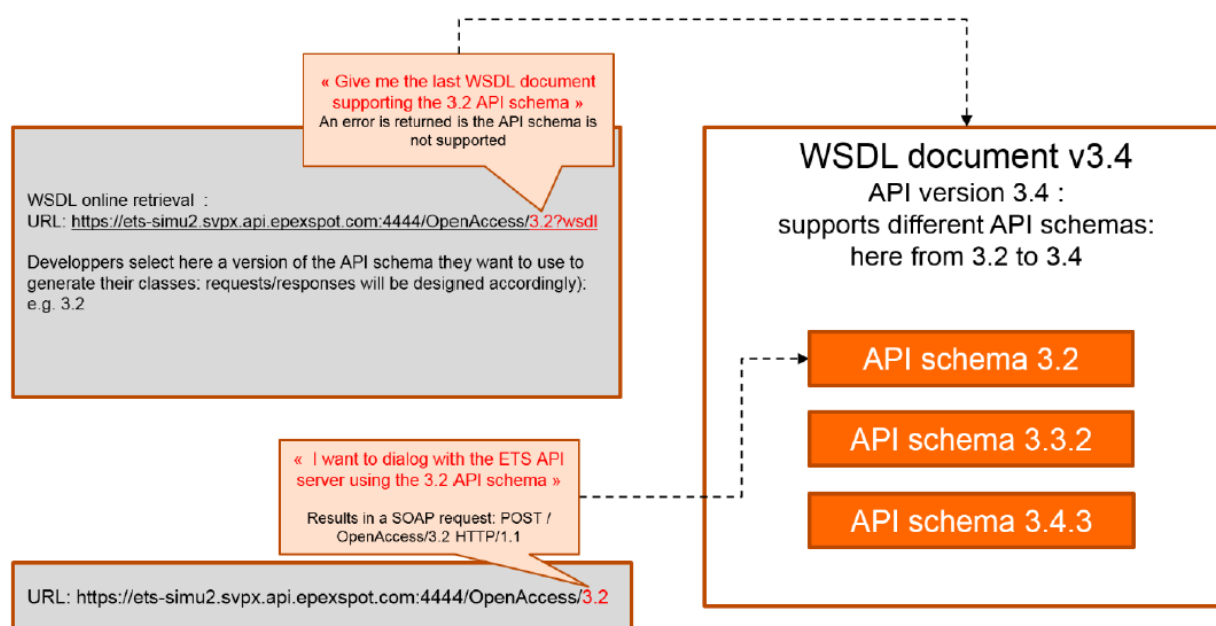 « Give me the last WSDL document
supporting the 3.2 API schema »
An error is returned is the API schema is
not supported
WSDL online retrieval :
URL: https://ets-simu2.svpx.api.epexspot.com:4444/OpenAccess/3.2?wsdl
Developpers select here a version of the API schema they want to use to
generate their classes: requests/responses will be designed accordingly):
e.g. 3.2
« I want to dialog with the ETS API
server using the 3.2 API schema »
Results in a SOAP request: POST /
OpenAccess/3.2 HTTP/1.1
URL: https://ets-simu2.svpx.api.epexspot.com:4444/OpenAccess/3.2
WSDL document v3.4
API version 3.4 :
supports different API schemas:
here from 3.2 to 3.4
API schema 3.2
API schema 3.3.2
API schema 3.4.3